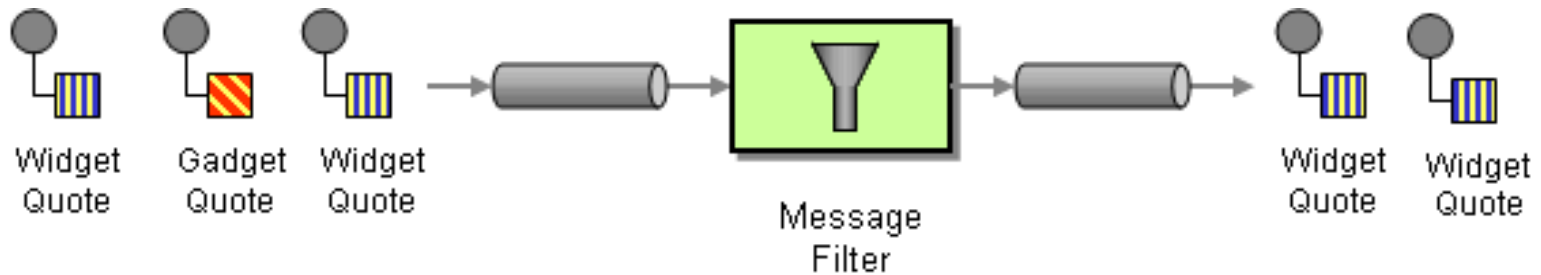 Widget
Quote
Gadget
Quote
Widget
Quote
Message
Filter
Widget
Quote
Widget
Quote